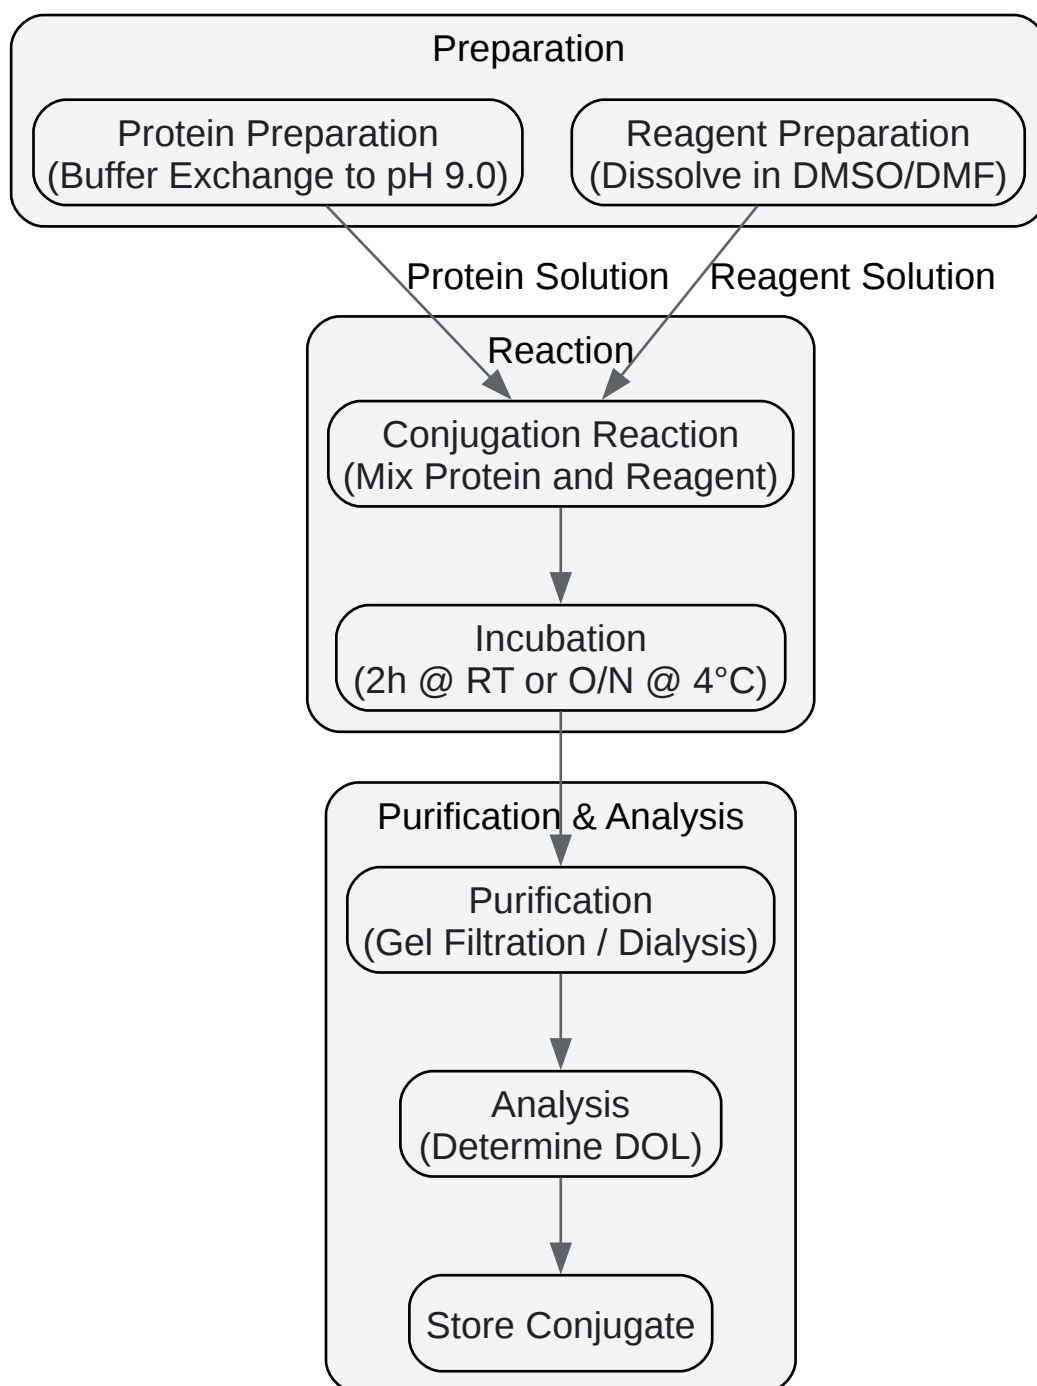 Preparation
Protein Preparation
(Buffer Exchange to pH 9.0)
Reagent Preparation
(Dissolve in DMSO/DMF)
Protein Solution
Reagent Solution
Reaction
Conjugation Reaction
(Mix Protein and Reagent)
Incubation
(2h @ RT or O/N @ 4°C)
Purification & Analysis
Purification
(Gel Filtration / Dialysis)
Analysis
(Determine DOL)
Store Conjugate